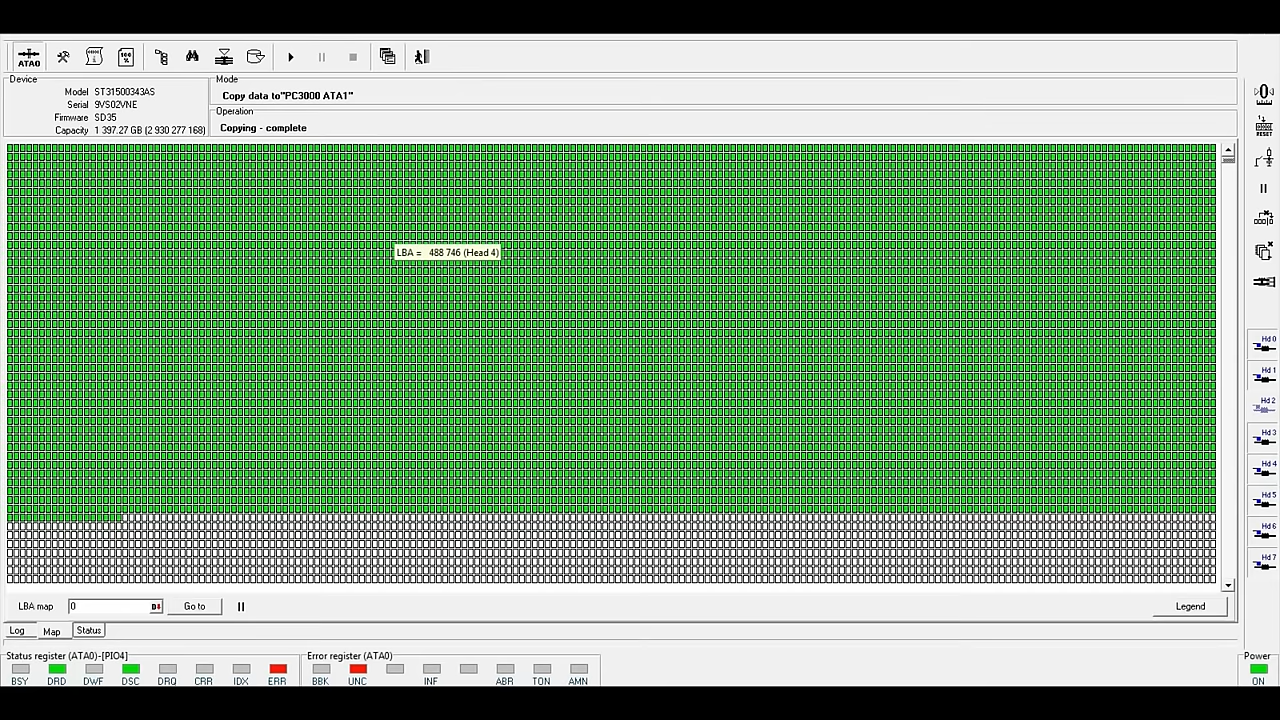 ATA0
100 %
Device
Model ST31500343AS
Serial 9VS02VNE
Firmware SD35
Capacity 1 397.27 GB (2 930 277 168)
Mode
Copy data to"PC3000 ATA1"
Operation
Copying - complete
LBA = 488 746 (Head 4)
RESET
Hd 0
Hd 1
Hd 2
Hd 3
Hd 4
Hd 5
Hd 6
Hd 7
LBA map 0 Go to Legend
Log Map Status
Status register (ATA0)-[PIO4] Error register (ATA0) Power
BSY DRD DWF DSC DRQ CRR IDX ERR BBK UNC INF ABR TON AMN ON